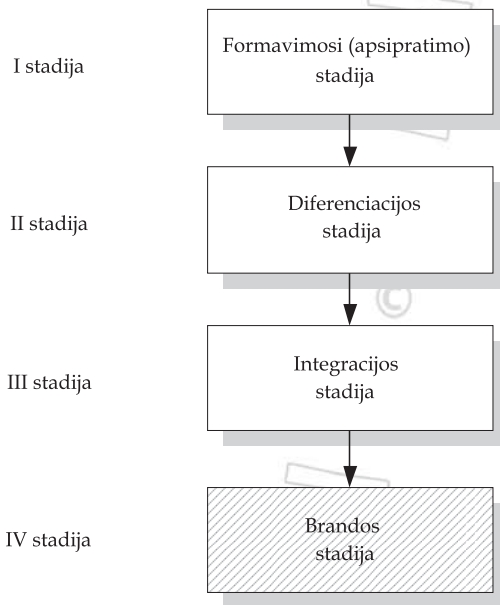 I stadija
Formavimosi (apsipratimo)
stadija
II stadija
Diferenciacijos
stadija
©
III stadija
Integracijos
stadija
IV stadija
Brandos
stadija